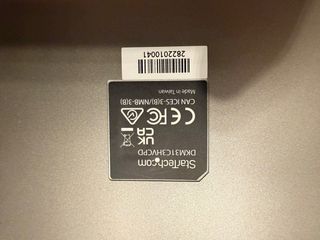 StarTech.com
DKM31C3HVCPD
UK
CA
CE FC
CAN ICES-3(B)/NMB-3(B)
Made in Taiwan
2822010041